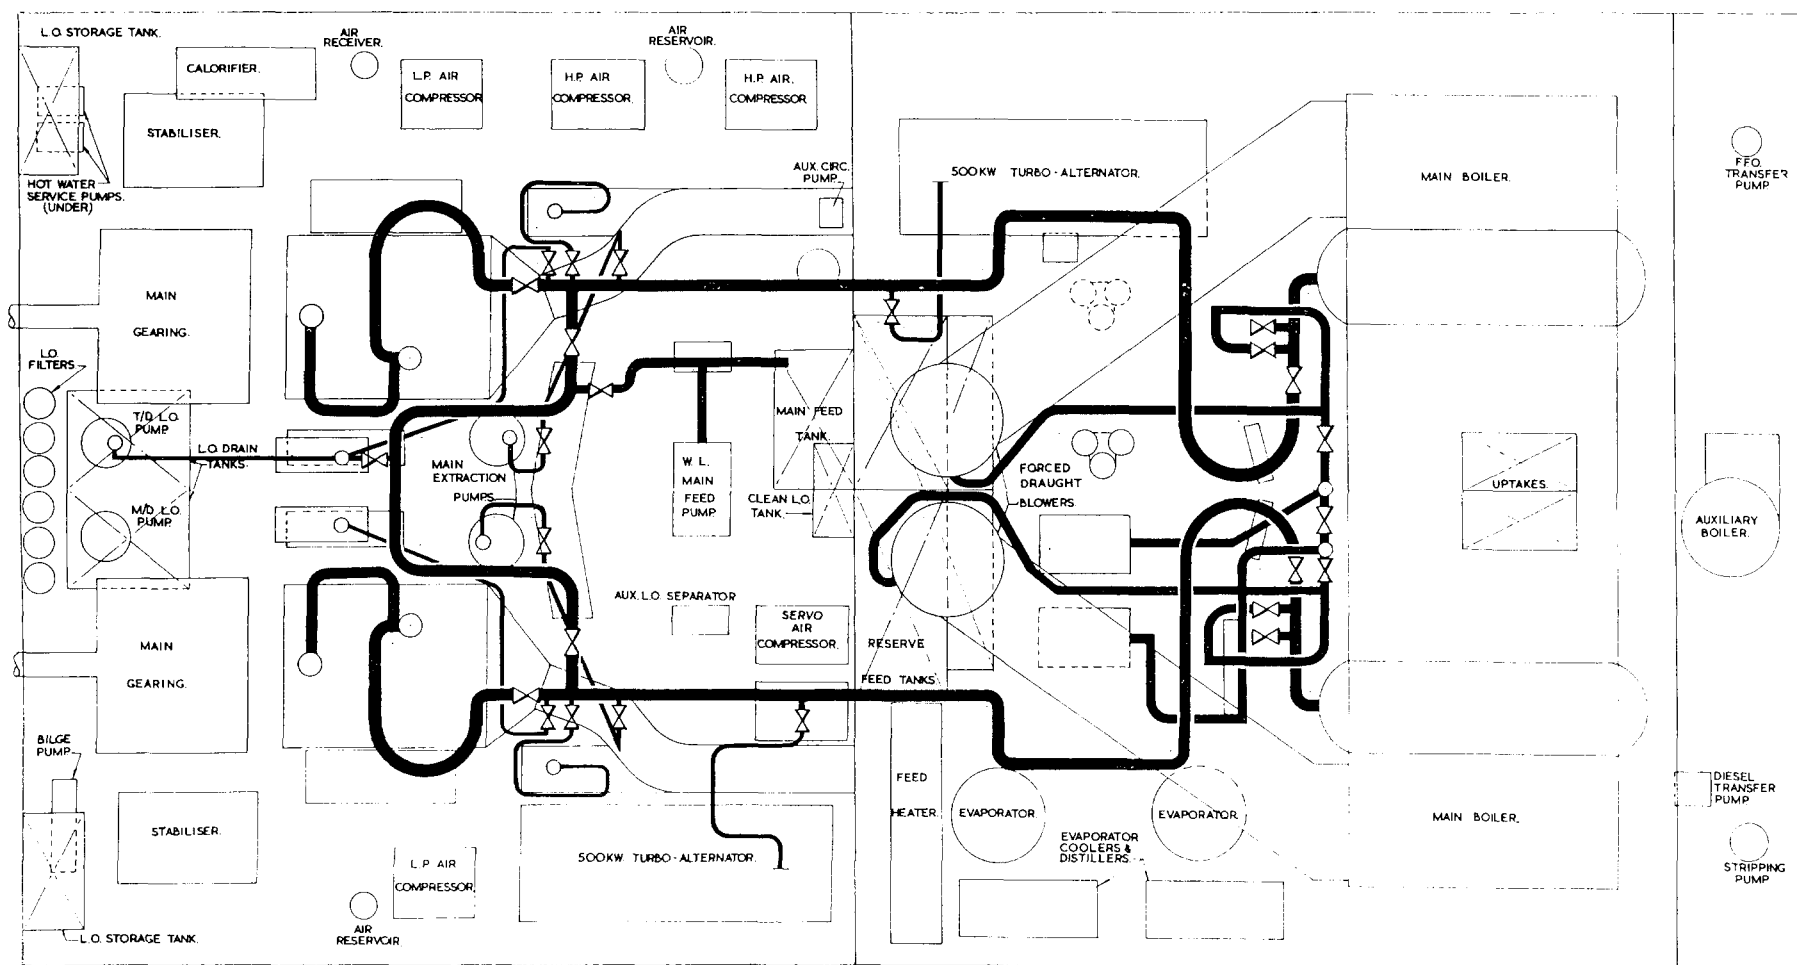 L.O. STORAGE TANK.
CALORIFIER.
STABILISER.
HOT WATER
SERVICE PUMPS.
(UNDER)
AIR
RECEIVER.
L.P. AIR
COMPRESSOR
H.P. AIR
COMPRESSOR.
AIR
RESERVOIR.
H.P. AIR.
COMPRESSOR
AUX. CIRC.
PUMP.
500KW TURBO-ALTERNATOR.
MAIN BOILER.
F.F.O.
TRANSFER
PUMP
MAIN
GEARING.
L.O.
FILTERS
T/D L.O.
PUMP.
L.O. DRAIN
TANKS.
M/D L.O.
PUMP.
MAIN
EXTRACTION
PUMPS.
W. L.
MAIN
FEED
PUMP.
MAIN FEED
TANK.
CLEAN L.O.
TANK.
FORCED
DRAUGHT
BLOWERS.
UPTAKES.
AUXILIARY
BOILER.
MAIN
GEARING.
AUX. L.O. SEPARATOR
SERVO
AIR
COMPRESSOR.
RESERVE
FEED TANKS
BILGE
PUMP.
STABILISER.
L.O. STORAGE TANK.
L.P. AIR
COMPRESSOR.
AIR
RESERVOIR
500KW. TURBO-ALTERNATOR.
FEED
HEATER.
EVAPORATOR.
EVAPORATOR.
EVAPORATOR
COOLERS &
DISTILLERS.
MAIN BOILER.
DIESEL
TRANSFER
PUMP
STRIPPING
PUMP